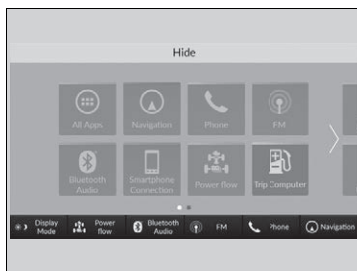 Hide
All Apps Navigation Phone FM
Bluetooth Audio
Smartphone Connection
Power flow
Trip Computer
Display Mode
Power flow
Bluetooth Audio
FM
Phone
Navigation